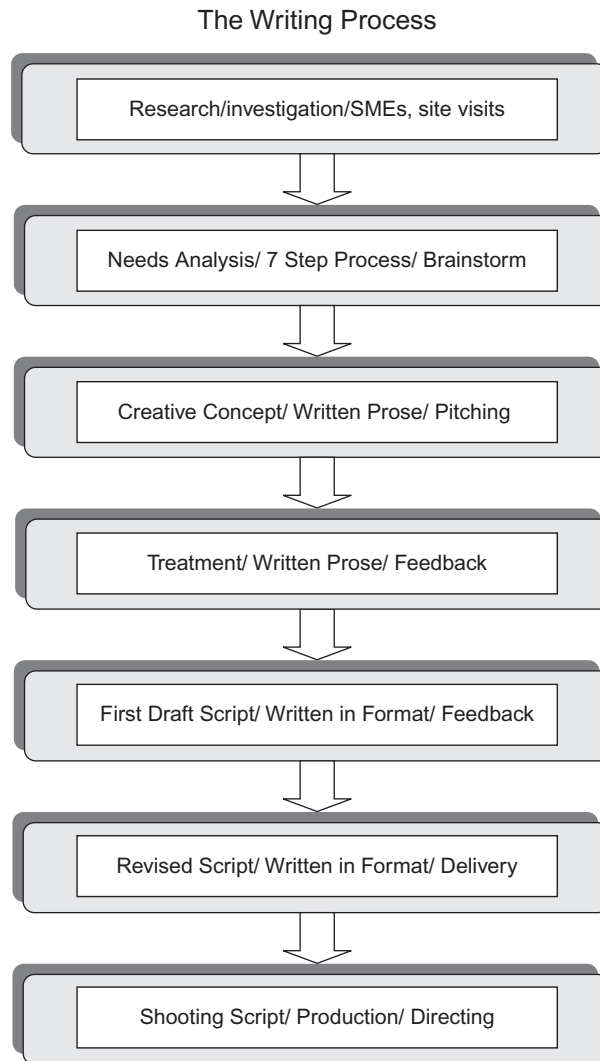 The Writing Process
Research/investigation/SMEs, site visits
Needs Analysis/ 7 Step Process/ Brainstorm
Creative Concept/ Written Prose/ Pitching
Treatment/ Written Prose/ Feedback
First Draft Script/ Written in Format/ Feedback
Revised Script/ Written in Format/ Delivery
Shooting Script/ Production/ Directing